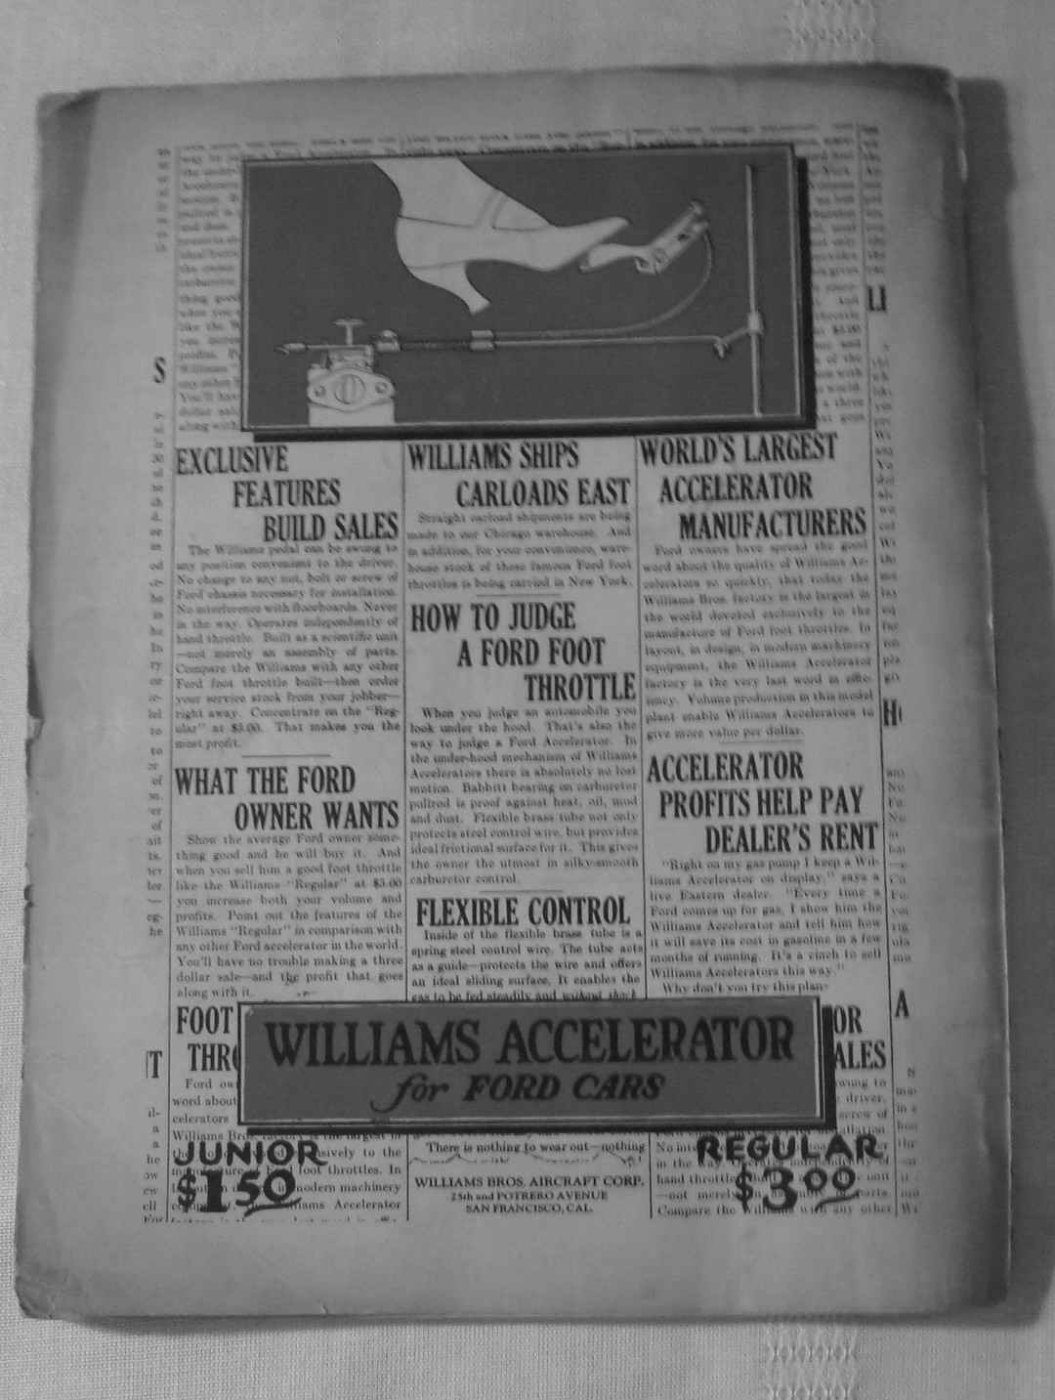 EXCLUSIVE
FEATURES
BUILD SALES
The Williams pedal can be swung to
any position convenient to the driver.
No change to any nut, bolt or screw of
Ford chassis necessary for installation.
No interference with floorboards. Never
in the way. Operates independently of
hand throttle. Built as a scientific unit
—not merely an assembly of parts.
Compare the Williams with any other
Ford foot throttle built—then order
your service stock from your jobber—
right away. Concentrate on the "Reg-
ular" at $3.00. That makes you the
most profit.
WHAT THE FORD
OWNER WANTS
Show the average Ford owner some-
thing good and he will buy it. And
when you sell him a good foot throttle
like the Williams "Regular" at $3.00
you increase both your volume and
profits. Point out the features of the
Williams "Regular" in comparison with
any other Ford accelerator in the world.
You'll have no trouble making a three
dollar sale—and the profit that goes
along with it.
FOOT
THR
Ford ow
word about
celerators
WILLIAMS SHIPS
CARLOADS EAST
Straight carload shipments are being
made to our Chicago warehouse. And
in addition, for your convenience, ware-
house stock of these famous Ford foot
throttles is being carried in New York.
HOW TO JUDGE
A FORD FOOT
THROTTLE
When you judge an automobile you
look under the hood. That's also the
way to judge a Ford Accelerator. In
the under-hood mechanism of Williams
Accelerators there is absolutely no lost
motion. Babbitt bearing on carburetor
pullrod is proof against heat, oil, mud
and dust. Flexible brass tube not only
protects steel control wire, but provides
ideal frictional surface for it. This gives
the owner the utmost in silky-smooth
carburetor control.
FLEXIBLE CONTROL
Inside of the flexible brass tube is a
spring steel control wire. The tube acts
as a guide—protects the wire and offers
an ideal sliding surface. It enables the
gas to be fed steadily and without
WORLD'S LARGEST
ACCELERATOR
MANUFACTURERS
Ford owners have spread the good
word about the quality of Williams Ac-
celerators so quickly, that today the
Williams Bros. factory is the largest in
the world devoted exclusively to the
manufacture of Ford foot throttles. In
layout, in design, in modern machinery
equipment, the Williams Accelerator
factory is the very last word in effic-
iency. Volume production in this model
plant enable Williams Accelerators to
give more value per dollar.
ACCELERATOR
PROFITS HELP PAY
DEALER'S RENT
"Right on my gas pump I keep a Wil-
liams Accelerator on display," says a
live Eastern dealer. "Every time a
Ford comes up for gas, I show him the
Williams Accelerator and tell him how
it will save its cost in gasoline in a few
months of running. It's a cinch to sell
Williams Accelerators this way."
Why don't you try this plan
OR
ALES
WILLIAMS ACCELERATOR
for FORD CARS
JUNIOR
$1.50
There is nothing to wear out—nothing
WILLIAMS BROS. AIRCRAFT CORP.
25th and POTRERO AVENUE
SAN FRANCISCO, CAL.
REGULAR
$3.00